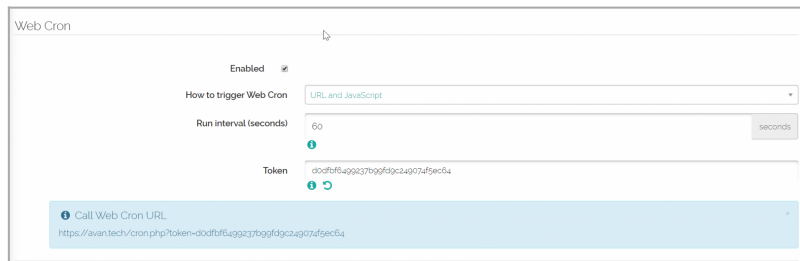 Web Cron
Enabled
How to trigger Web Cron
URL and JavaScript
Run interval (seconds)
60
seconds
Token
d0dfbf6499237b99fd9c249074f5ec64
Call Web Cron URL
https://avan.tech/cron.php?token=d0dfbf6499237b99fd9c249074f5ec64